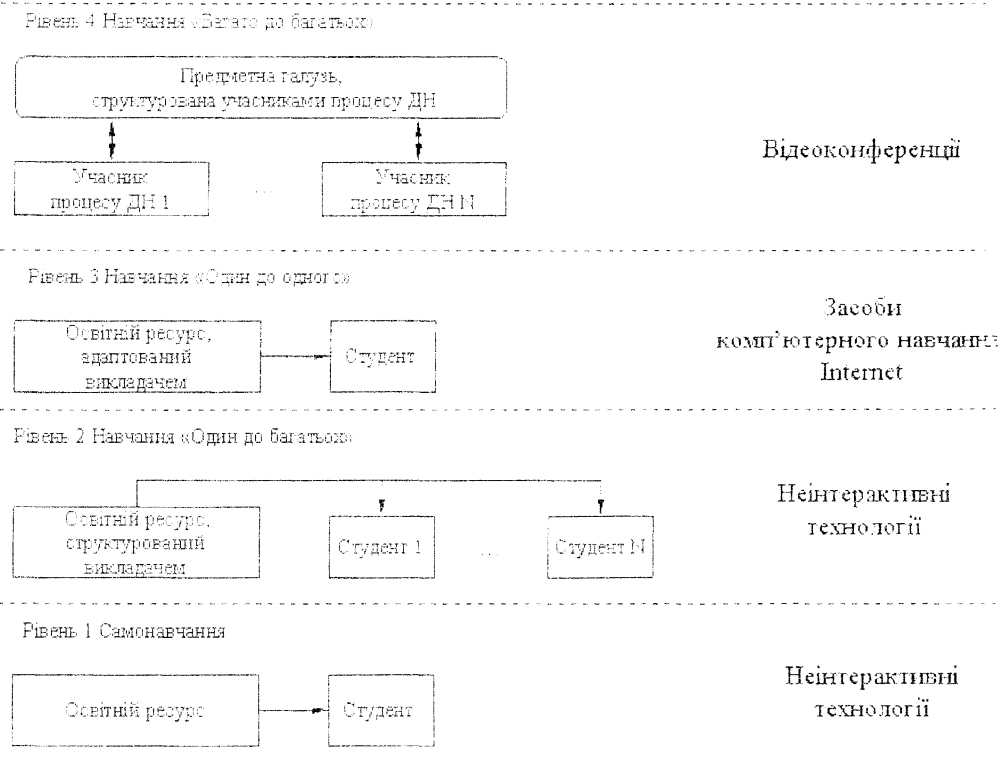 Рівень 4 Навчання «Багато до багатьох»
Предметна галузь,
структурована учасниками процесу ДН
Учасник
процесу ДН 1
...
Учасник
процесу ДН N
Відеоконференції
Рівень 3 Навчання «Один до одного»
Освітній ресурс,
адаптований
викладачем
Студент
Засоби
комп’ютерного навчання
Internet
Рівень 2 Навчання «Один до багатьох»
Освітній ресурс,
структурований
викладачем
Студент 1
...
Студент N
Неінтерактивні
технології
Рівень 1 Самонавчання
Освітній ресурс
Студент
Неінтерактивні
технології